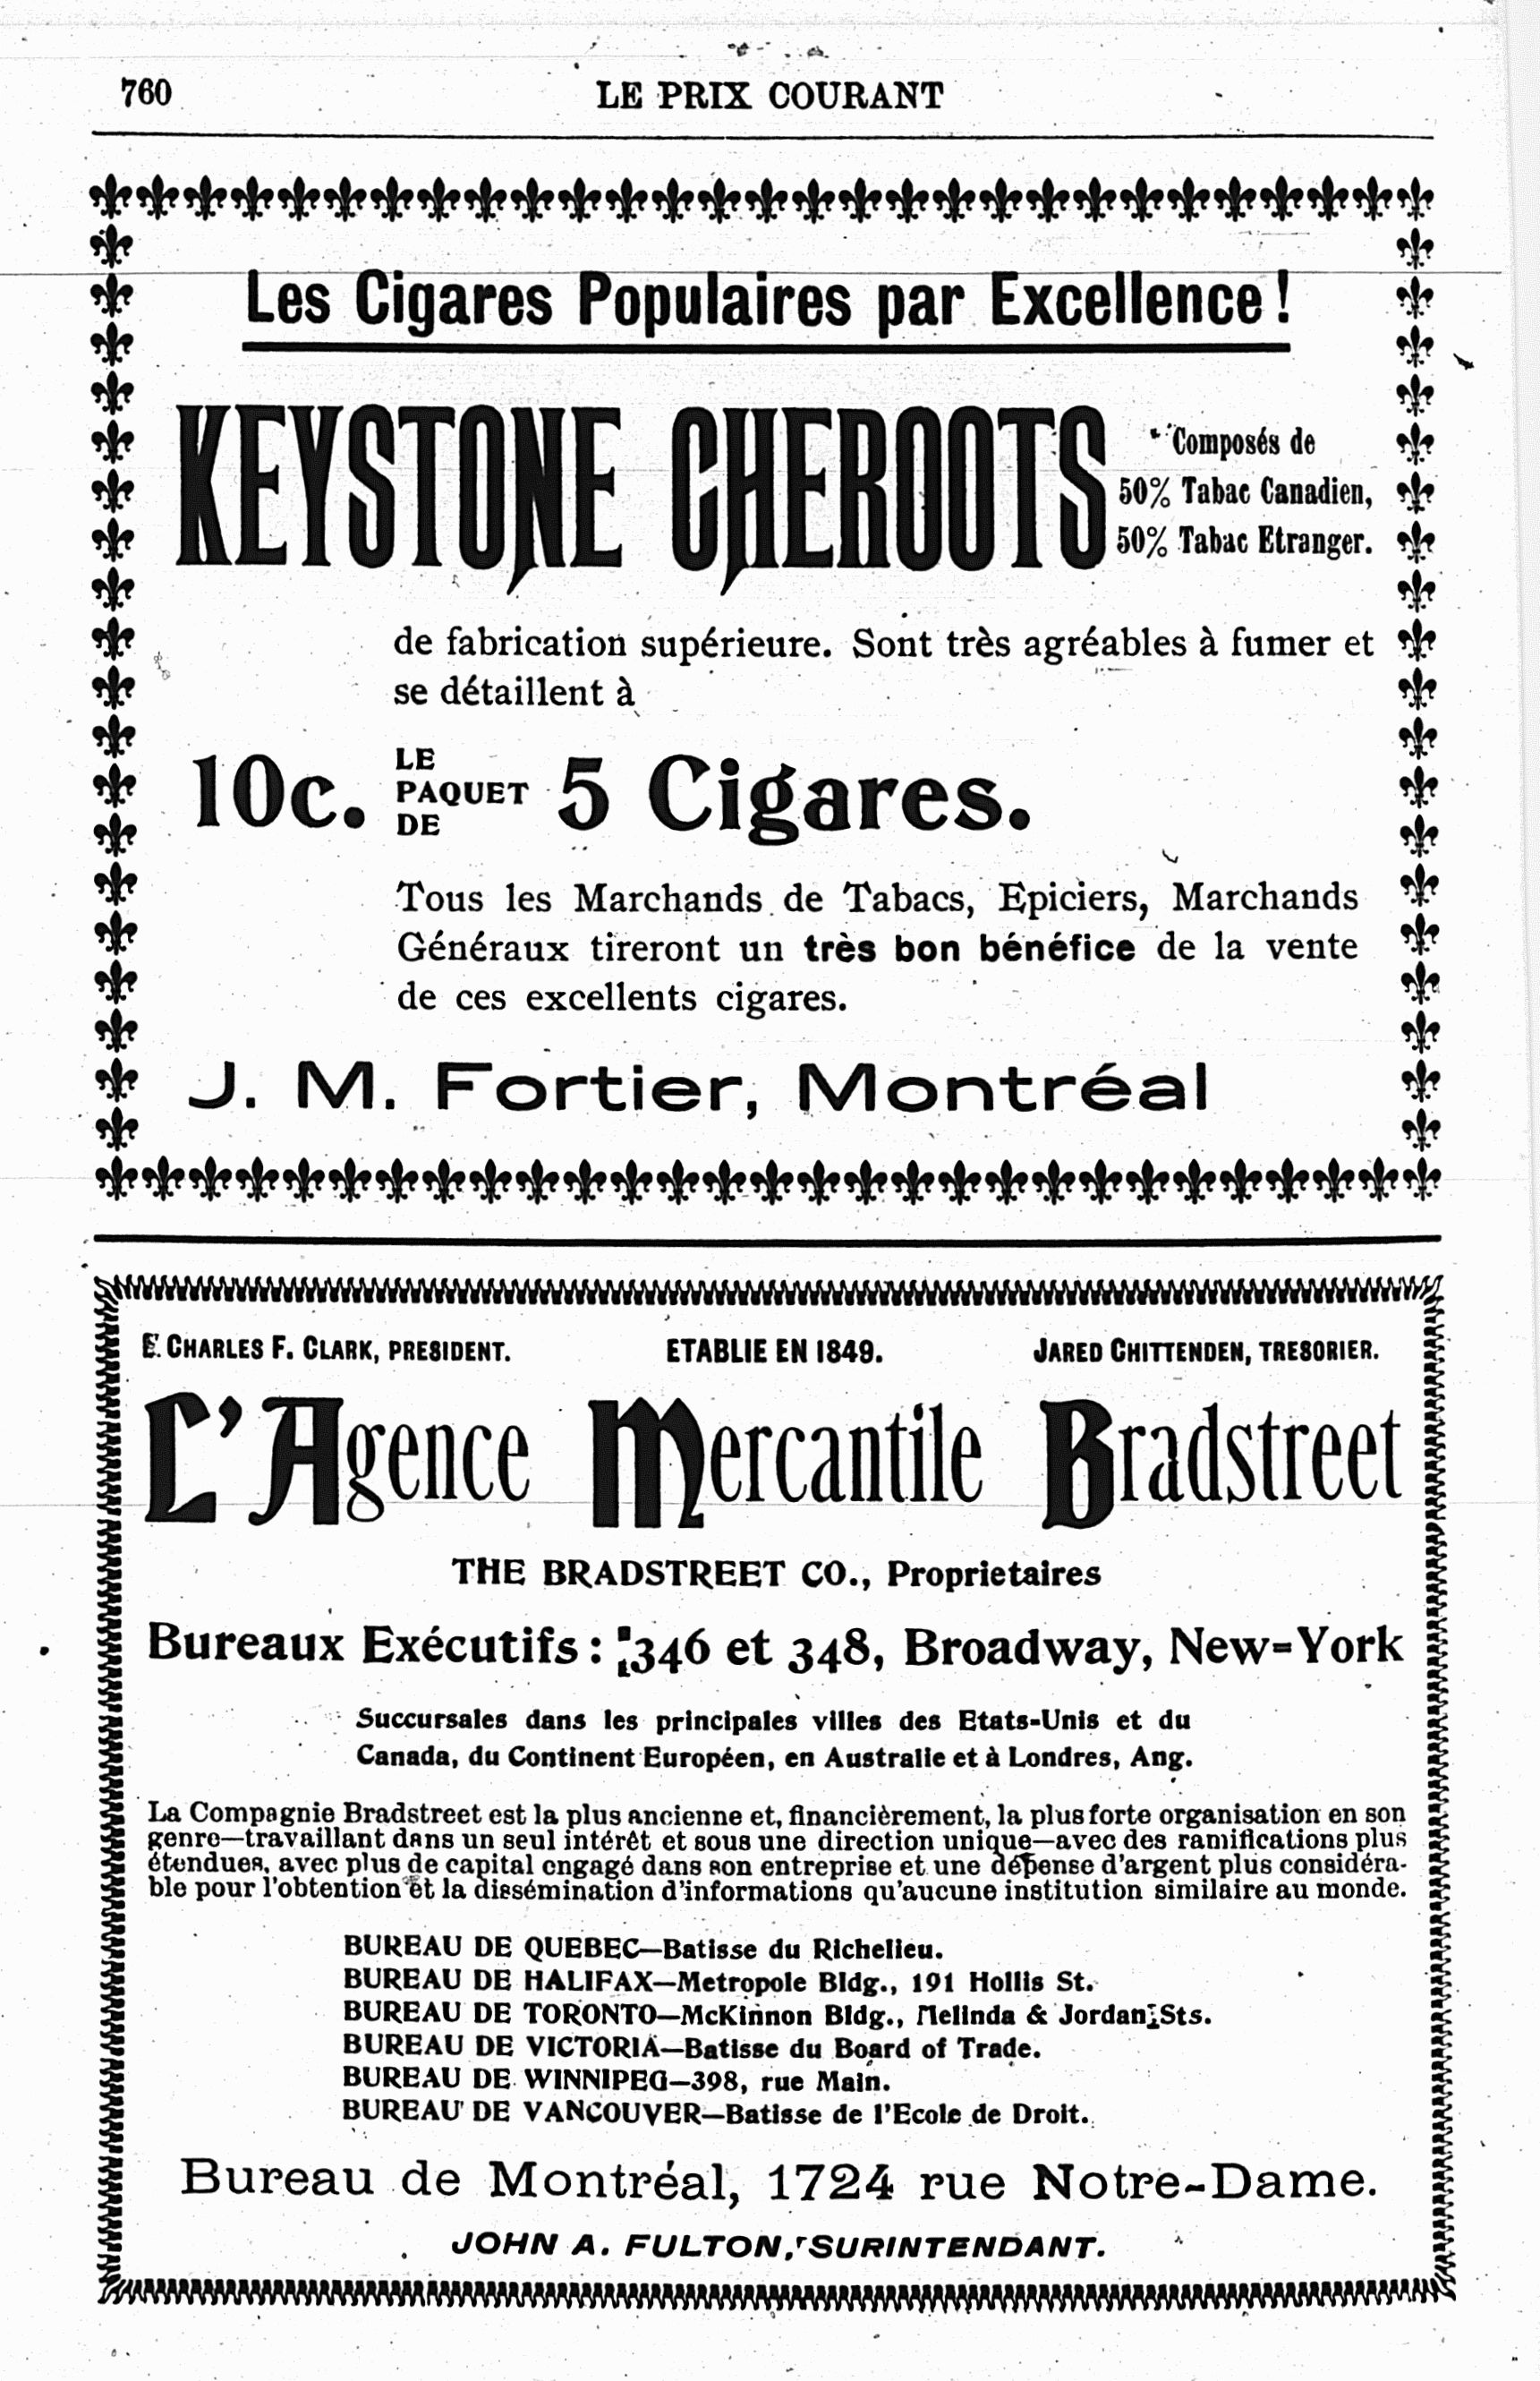 760
LE PRIX COURANT
Les Cigares Populaires par Excellence !
KEYSTONE CHEROOTS
Composés de
50% Tabac Canadien,
50% Tabac Etranger.
de fabrication supérieure. Sont très agréables à fumer et
se détaillent à
10c. LE PAQUET DE 5 Cigares.
Tous les Marchands de Tabacs, Epiciers, Marchands
Généraux tireront un très bon bénéfice de la vente
de ces excellents cigares.
J. M. Fortier, Montréal
CHARLES F. CLARK, PRESIDENT. ETABLIE EN 1849. JARED CHITTENDEN, TRESORIER.
L'Agence Mercantile Bradstreet
THE BRADSTREET CO., Proprietaires
Bureaux Exécutifs : 346 et 348, Broadway, New=York
Succursales dans les principales villes des Etats-Unis et du
Canada, du Continent Européen, en Australie et à Londres, Ang.
La Compagnie Bradstreet est la plus ancienne et, financièrement, la plus forte organisation en son
genre—travaillant dans un seul intérêt et sous une direction unique—avec des ramifications plus
étendues, avec plus de capital engagé dans son entreprise et une dépense d'argent plus considéra-
ble pour l'obtention et la dissémination d'informations qu'aucune institution similaire au monde.
BUREAU DE QUEBEC—Batisse du Richelieu.
BUREAU DE HALIFAX—Metropole Bldg., 191 Hollis St.
BUREAU DE TORONTO—McKinnon Bldg., Melinda & Jordan Sts.
BUREAU DE VICTORIA—Batisse du Board of Trade.
BUREAU DE WINNIPEG—398, rue Main.
BUREAU DE VANCOUVER—Batisse de l'Ecole de Droit.
Bureau de Montréal, 1724 rue Notre-Dame.
JOHN A. FULTON, SURINTENDANT.